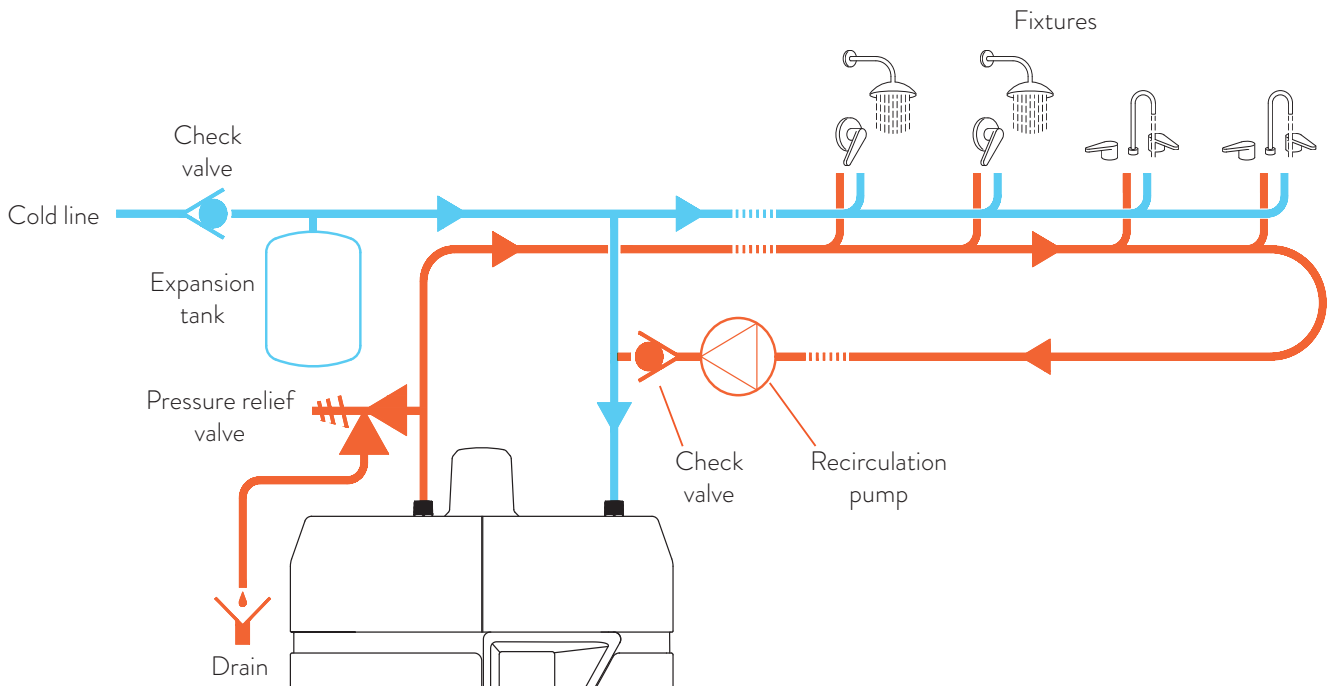 Fixtures
Check
valve
Cold line
Expansion
tank
Pressure relief
valve
Check
valve
Recirculation
pump
Drain